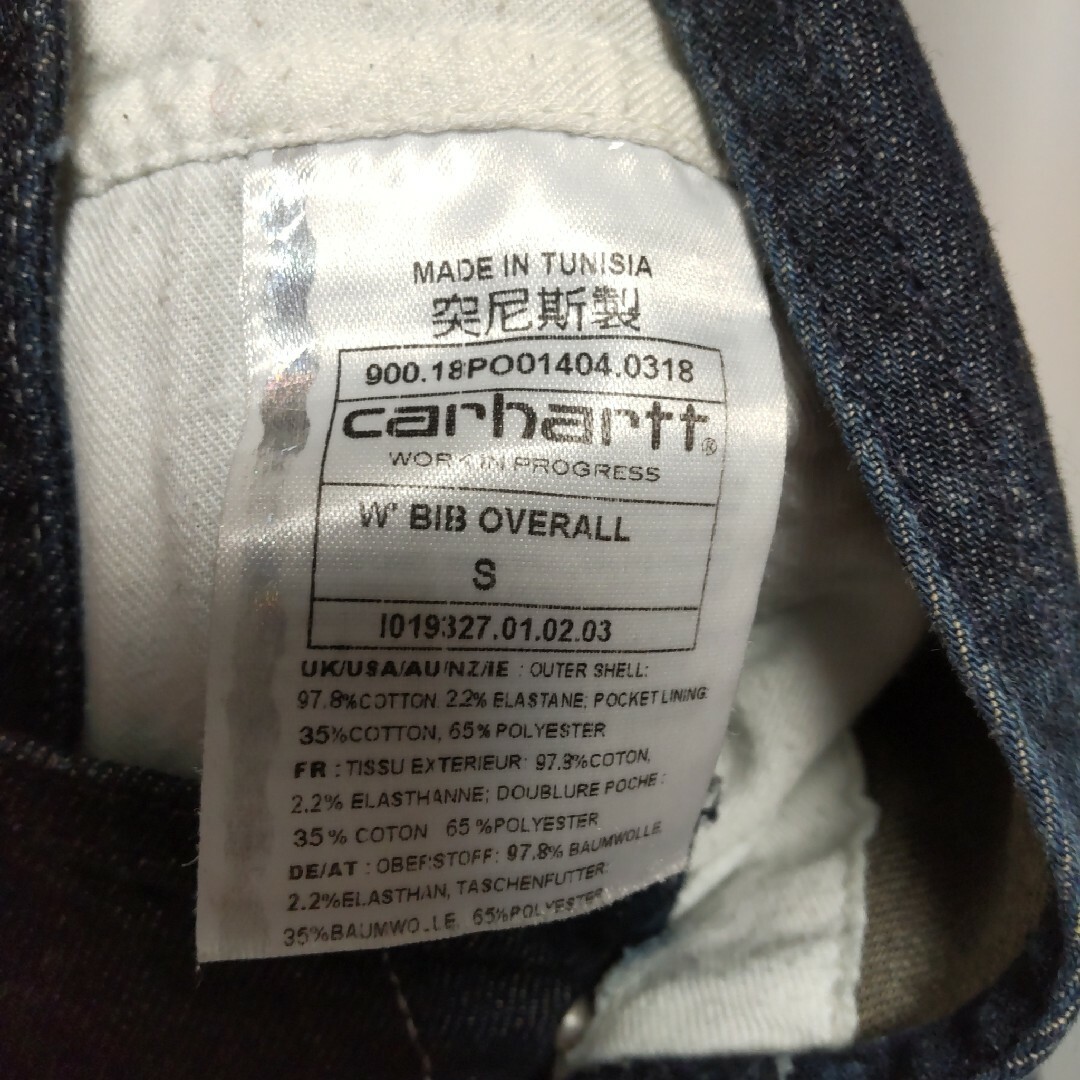 MADE IN TUNISIA
突尼斯製
900.18PO01404.0318
carhartt®
WORK IN PROGRESS
W' BIB OVERALL
S
I019327.01.02.03
UK/USA/AU/NZ/IE : OUTER SHELL:
97.8%COTTON 2.2% ELASTANE; POCKET LINING
35%COTTON, 65%POLYESTER
FR : TISSU EXTERIEUR: 97.8%COTON,
2.2% ELASTHANNE; DOUBLURE POCHE :
35% COTON 65%POLYESTER
DE/AT : OBERSTOFF: 97.8% BAUMWOLLE
2.2%ELASTHAN, TASCHENFUTTER:
35%BAUMWOLLE, 65%POLYESTER